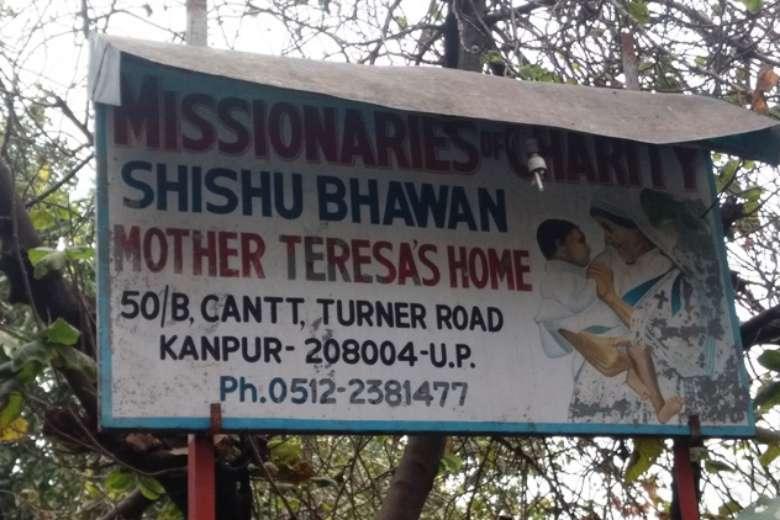 MISSIONARIES OF CHARITY
SHISHU BHAWAN
MOTHER TERESA'S HOME
50/B, CANTT, TURNER ROAD
KANPUR- 208004-U.P.
Ph.0512-2381477